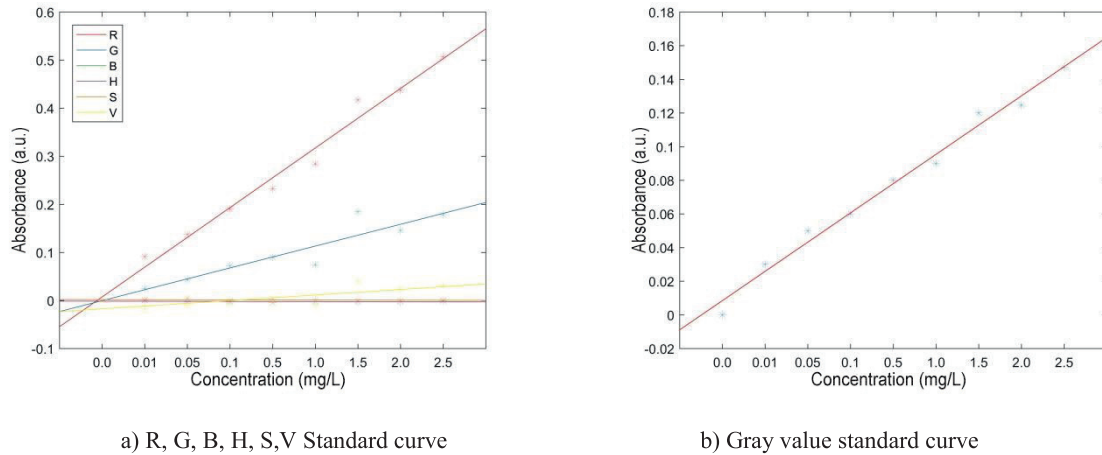 0.6
0.5
0.4
0.3
0.2
0.1
0
-0.1
Absorbance (a.u.)
R
G
B
H
S
V
0.0 0.01 0.05 0.1 0.5 1.0 1.5 2.0 2.5
Concentration (mg/L)
a) R, G, B, H, S,V Standard curve
0.18
0.16
0.14
0.12
0.10
0.08
0.06
0.04
0.02
0
-0.02
Absorbance (a.u.)
0.0 0.01 0.05 0.1 0.5 1.0 1.5 2.0 2.5
Concentration (mg/L)
b) Gray value standard curve